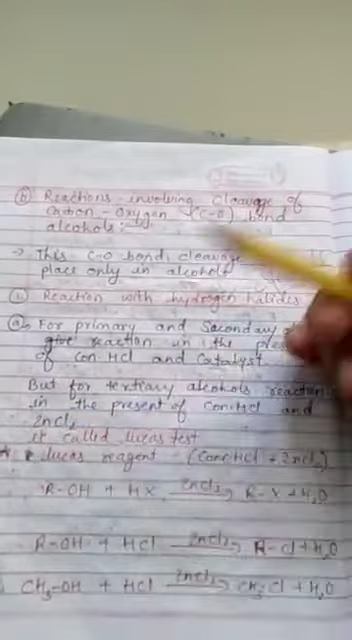 (b) Reactions involving Cleavage of
Carbon - Oxygen (C-O) bond
alcohols:-
→ This C-O bond cleavage
place only in alcohols
① Reaction with hydrogen halides
(a) For primary and Secondary
give reaction in the
of con. HCl and Catalyst
But for tertiary alcohols reaction
in the present of Con. HCl and
ZnCl2
it called lucas test
* lucas reagent - (Conc HCl + ZnCl2)
R-OH + HX ZnCl2→ R-X + H2O
R-OH + HCl ZnCl2→ R-Cl + H2O
CH3-OH + HCl ZnCl2→ CH3-Cl + H2O